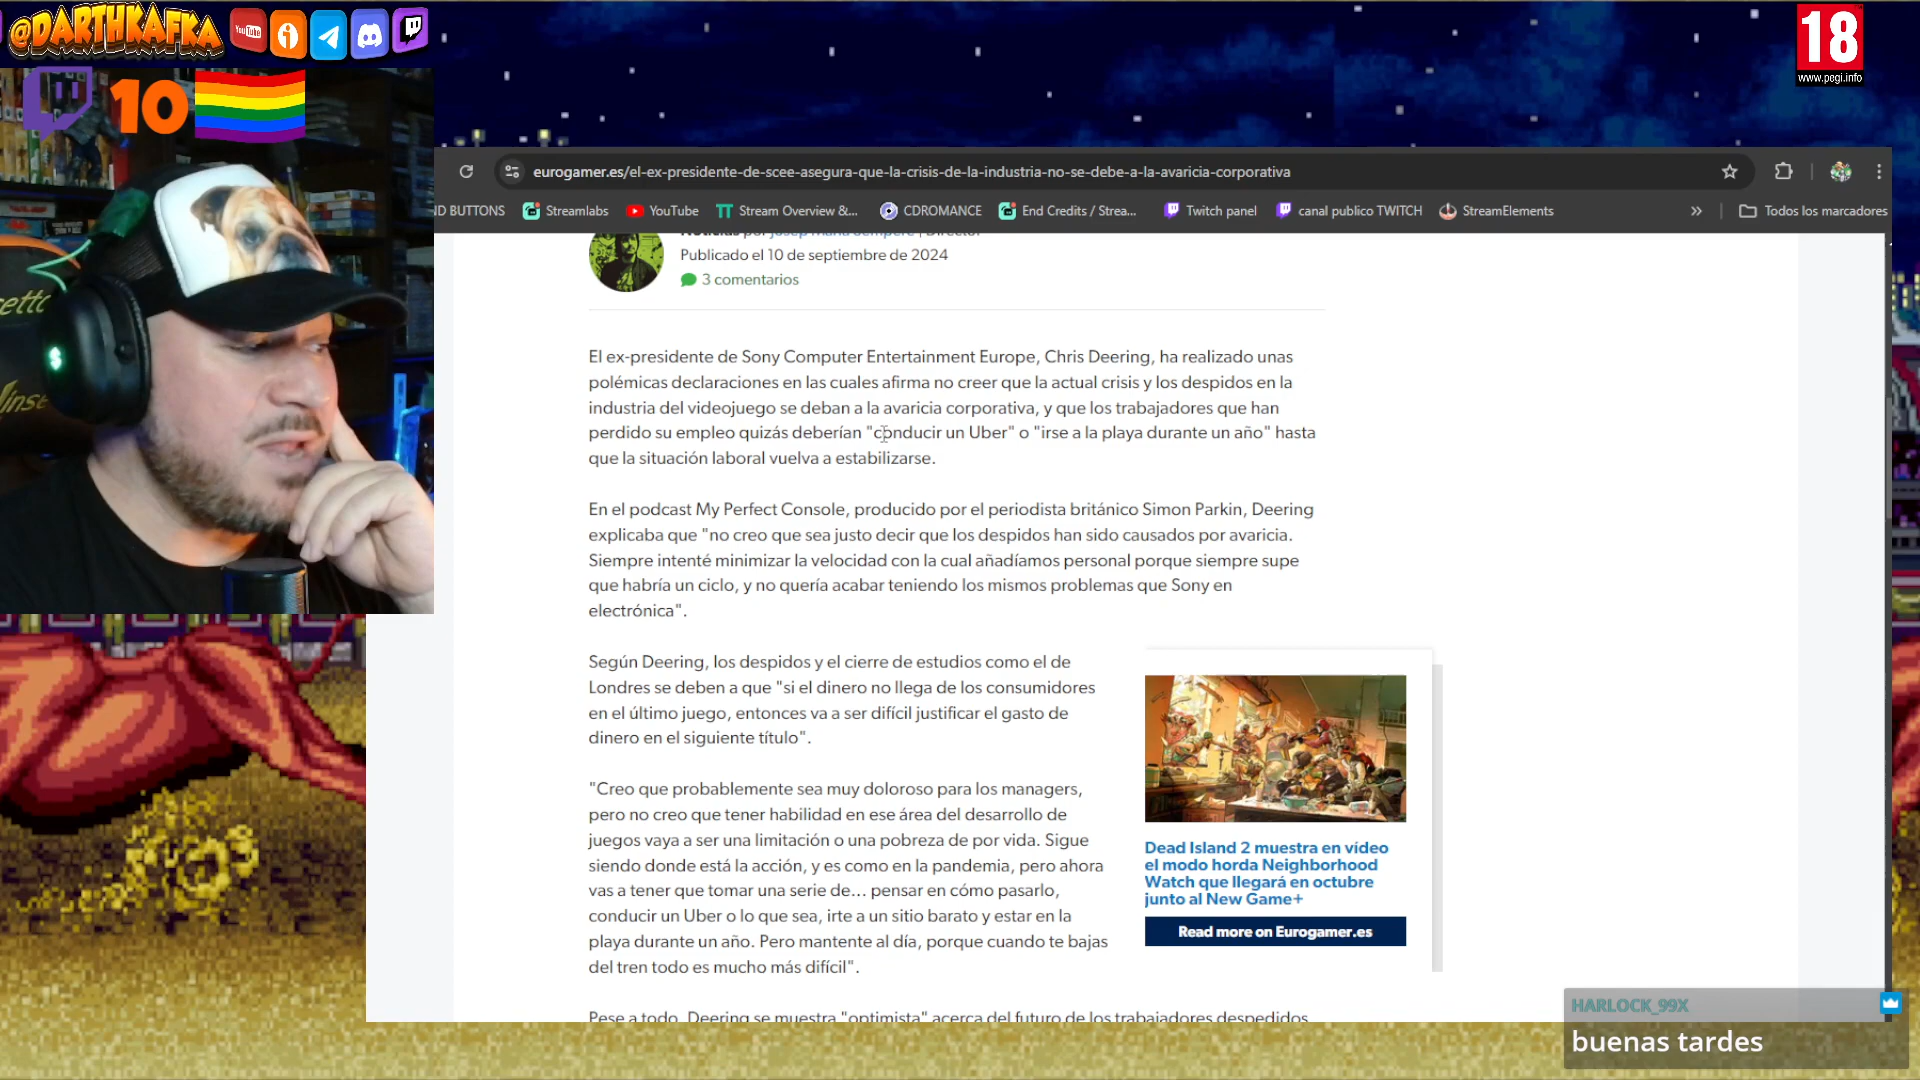 @DARTHKAFKA
YouTube
18
www.pegi.info
10
eurogamer.es/el-ex-presidente-de-scee-asegura-que-la-crisis-de-la-industria-no-se-debe-a-la-avaricia-corporativa
ND BUTTONS
Streamlabs
YouTube
Stream Overview &...
CDROMANCE
End Credits / Strea...
Twitch panel
canal publico TWITCH
StreamElements
»
Todos los marcadores
Publicado el 10 de septiembre de 2024
3 comentarios
El ex-presidente de Sony Computer Entertainment Europe, Chris Deering, ha realizado unas
polémicas declaraciones en las cuales afirma no creer que la actual crisis y los despidos en la
industria del videojuego se deban a la avaricia corporativa, y que los trabajadores que han
perdido su empleo quizás deberían "conducir un Uber" o "irse a la playa durante un año" hasta
que la situación laboral vuelva a estabilizarse.
En el podcast My Perfect Console, producido por el periodista británico Simon Parkin, Deering
explicaba que "no creo que sea justo decir que los despidos han sido causados por avaricia.
Siempre intenté minimizar la velocidad con la cual añadíamos personal porque siempre supe
que habría un ciclo, y no quería acabar teniendo los mismos problemas que Sony en
electrónica".
Según Deering, los despidos y el cierre de estudios como el de
Londres se deben a que "si el dinero no llega de los consumidores
en el último juego, entonces va a ser difícil justificar el gasto de
dinero en el siguiente título".
"Creo que probablemente sea muy doloroso para los managers,
pero no creo que tener habilidad en ese área del desarrollo de
juegos vaya a ser una limitación o una pobreza de por vida. Sigue
siendo donde está la acción, y es como en la pandemia, pero ahora
vas a tener que tomar una serie de... pensar en cómo pasarlo,
conducir un Uber o lo que sea, irte a un sitio barato y estar en la
playa durante un año. Pero mantente al día, porque cuando te bajas
del tren todo es mucho más difícil".
Dead Island 2 muestra en vídeo
el modo horda Neighborhood
Watch que llegará en octubre
junto al New Game+
Read more on Eurogamer.es
Pese a todo, Deering se muestra "optimista" acerca del futuro de los trabajadores despedidos
HARLOCK_99X
buenas tardes